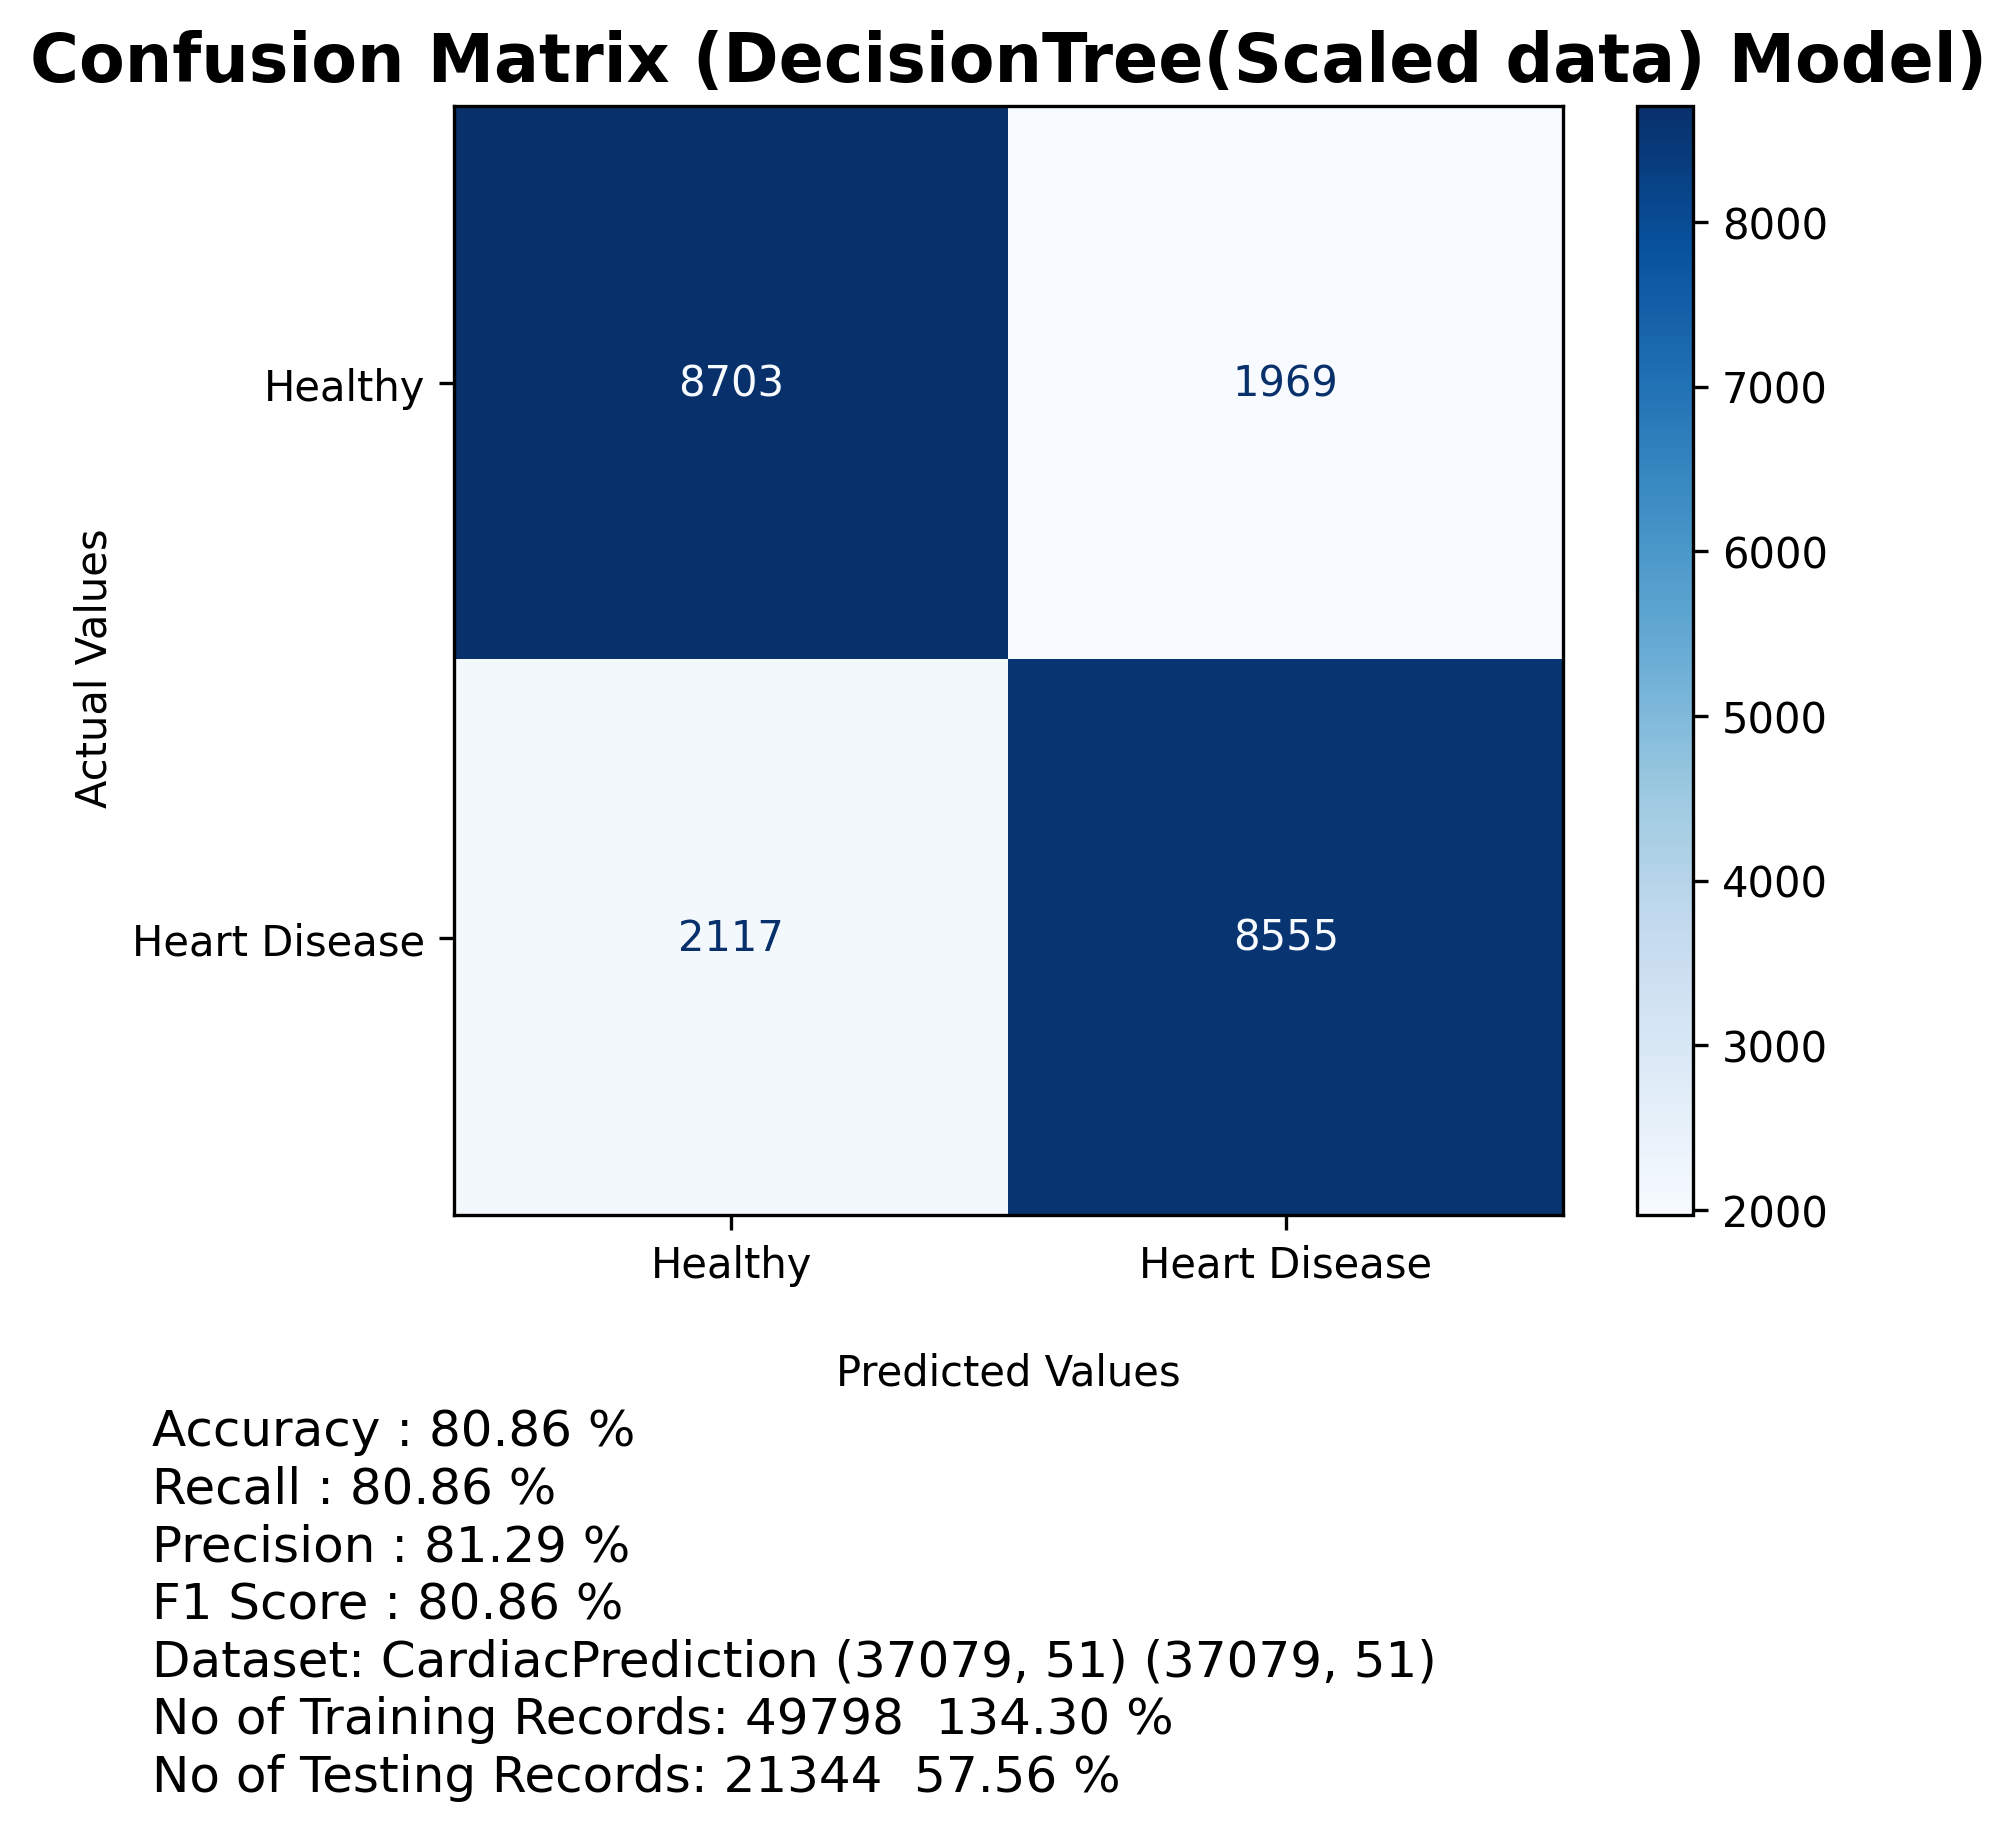 Confusion Matrix (DecisionTree(Scaled data) Model)
8000
7000
6000
5000
4000
3000
2000
Actual Values
Healthy
8703 1969
Heart Disease
2117 8555
Healthy Heart Disease
Predicted Values
Accuracy : 80.86 %
Recall : 80.86 %
Precision : 81.29 %
F1 Score : 80.86 %
Dataset: CardiacPrediction (37079, 51) (37079, 51)
No of Training Records: 49798  134.30 %
No of Testing Records: 21344  57.56 %